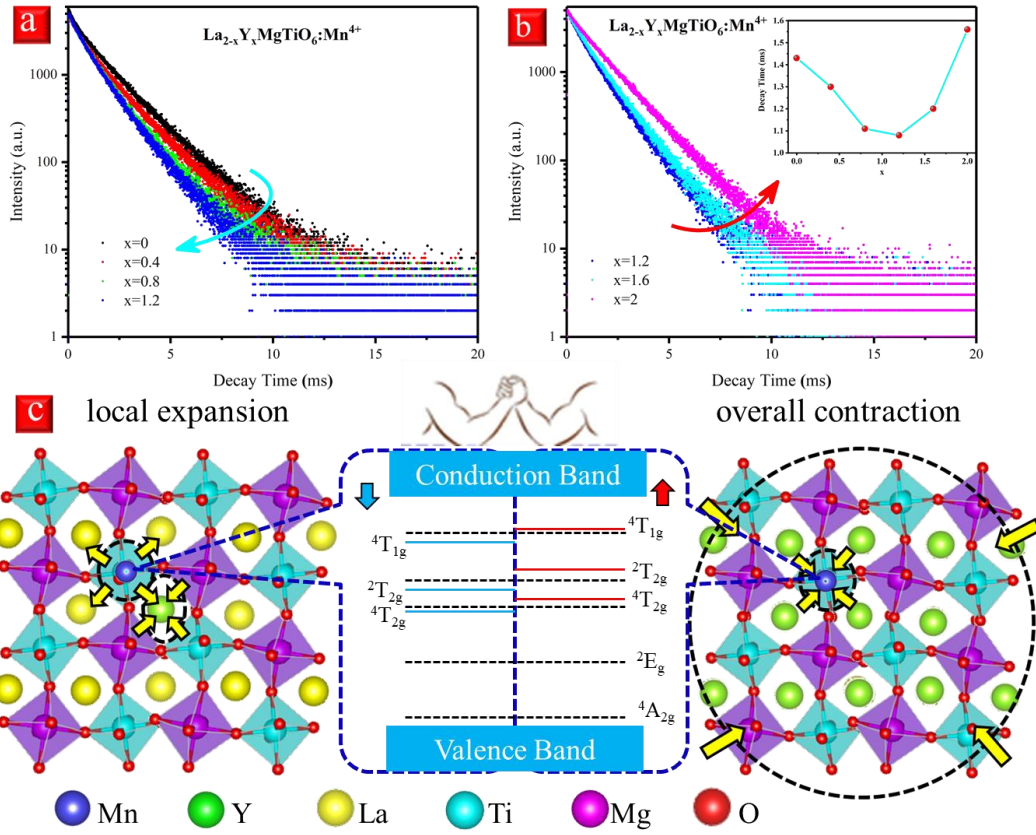 a
La₂₋ₓYₓMgTiO₆:Mn⁴⁺
Intensity (a.u.)
1000
100
10
1
x=0
x=0.4
x=0.8
x=1.2
0
5
10
15
20
Decay Time (ms)
b
La₂₋ₓYₓMgTiO₆:Mn⁴⁺
Intensity (a.u.)
1000
100
10
1
x=1.2
x=1.6
x=2
0
5
10
15
20
Decay Time (ms)
Decay Time (ms)
1.6
1.5
1.4
1.3
1.2
1.1
1.0
0.0
0.5
1.0
1.5
2.0
x
c
local expansion
overall contraction
Conduction Band
⁴T₁g
⁴T₁g
²T₂g
²T₂g
⁴T₂g
⁴T₂g
²Eg
⁴A₂g
Valence Band
Mn
Y
La
Ti
Mg
O